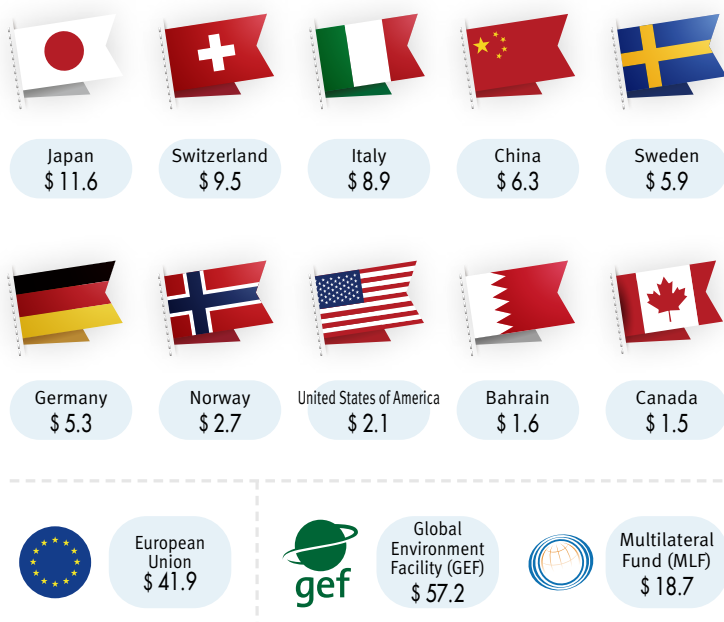 Japan
$ 11.6
Switzerland
$ 9.5
Italy
$ 8.9
China
$ 6.3
Sweden
$ 5.9
Germany
$ 5.3
Norway
$ 2.7
United States of America
$ 2.1
Bahrain
$ 1.6
Canada
$ 1.5
European
Union
$ 41.9
gef
Global
Environment
Facility (GEF)
$ 57.2
Multilateral
Fund (MLF)
$ 18.7